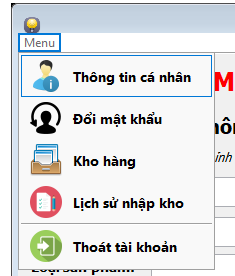 Menu
Thông tin cá nhân
Đổi mật khẩu
Kho hàng
Lịch sử nhập kho
Thoát tài khoản